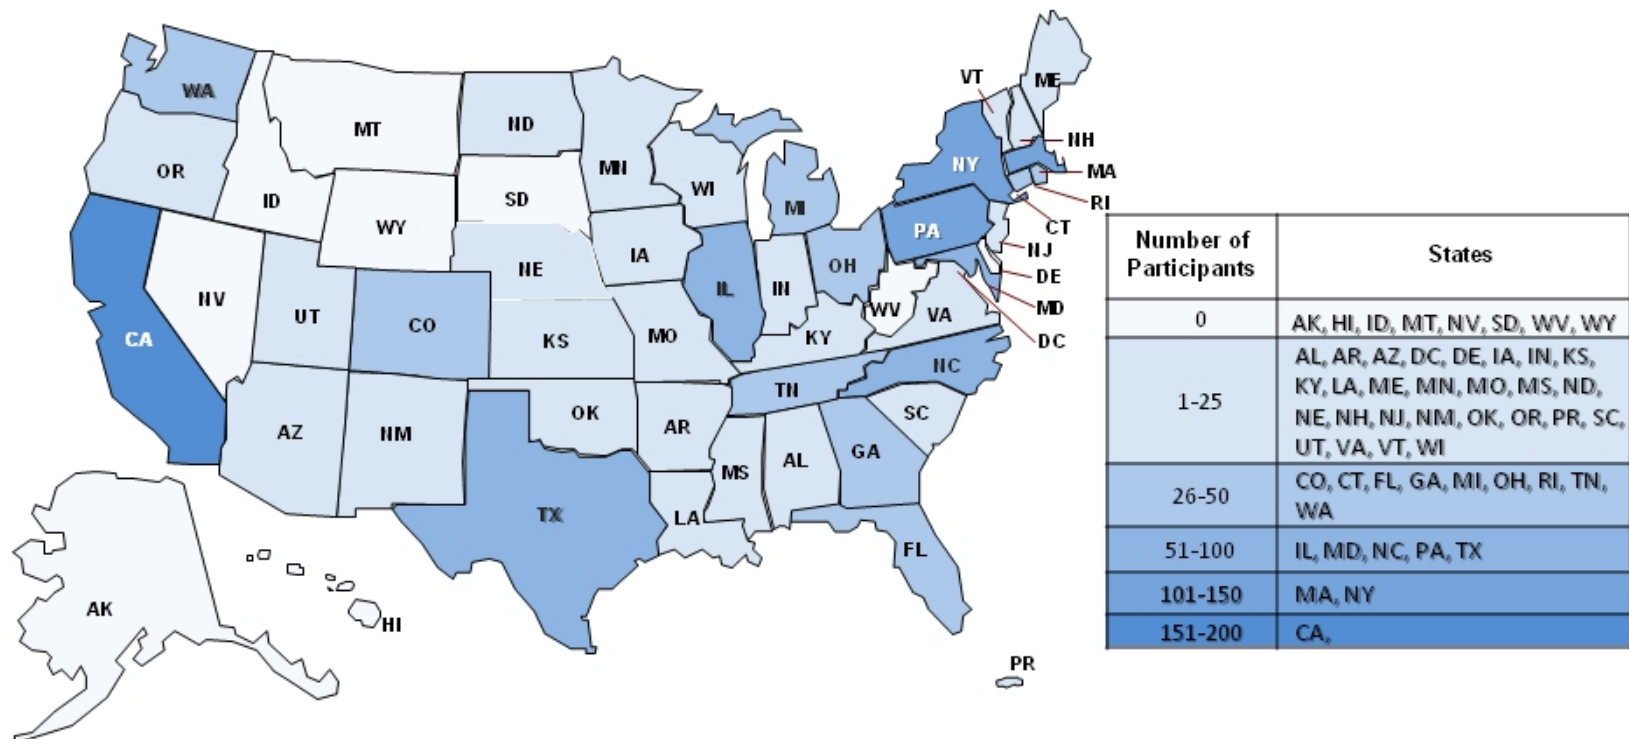 WA
OR
CA
NV
ID
MT
WY
UT
CO
AZ
NM
ND
SD
NE
KS
OK
TX
MN
IA
MO
AR
LA
WI
IL
MI
IN
OH
KY
TN
MS
AL
GA
FL
SC
NC
VA
WV
PA
NY
VT
ME
NH
MA
RI
CT
NJ
DE
MD
DC
AK
HI
PR
Number of Participants States
0 AK, HI, ID, MT, NV, SD, WV, WY
1-25 AL, AR, AZ, DC, DE, IA, IN, KS,
KY, LA, ME, MN, MO, MS, ND,
NE, NH, NJ, NM, OK, OR, PR, SC,
UT, VA, VT, WI
26-50 CO, CT, FL, GA, MI, OH, RI, TN,
WA
51-100 IL, MD, NC, PA, TX
101-150 MA, NY
151-200 CA,